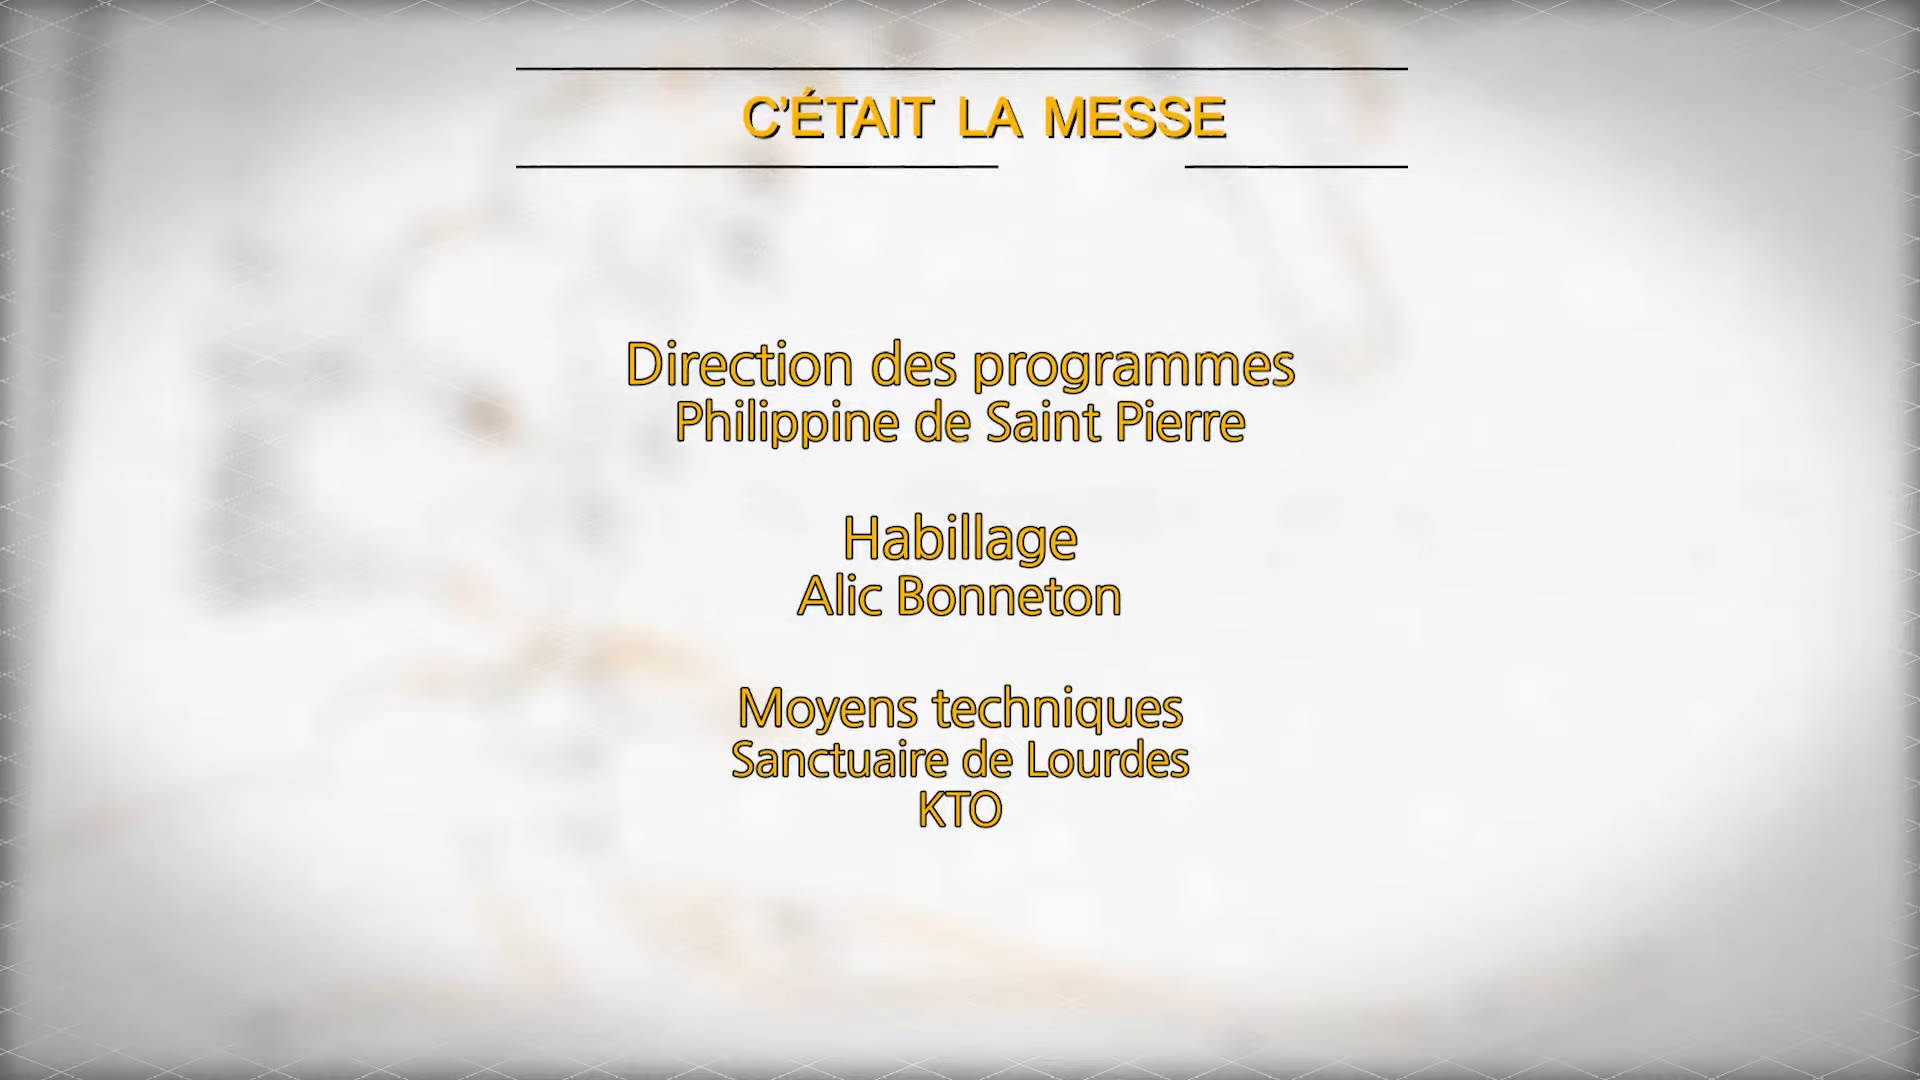 C'ÉTAIT LA MESSE
Direction des programmes
Philippine de Saint Pierre
Habillage
Alic Bonneton
Moyens techniques
Sanctuaire de Lourdes
KTO